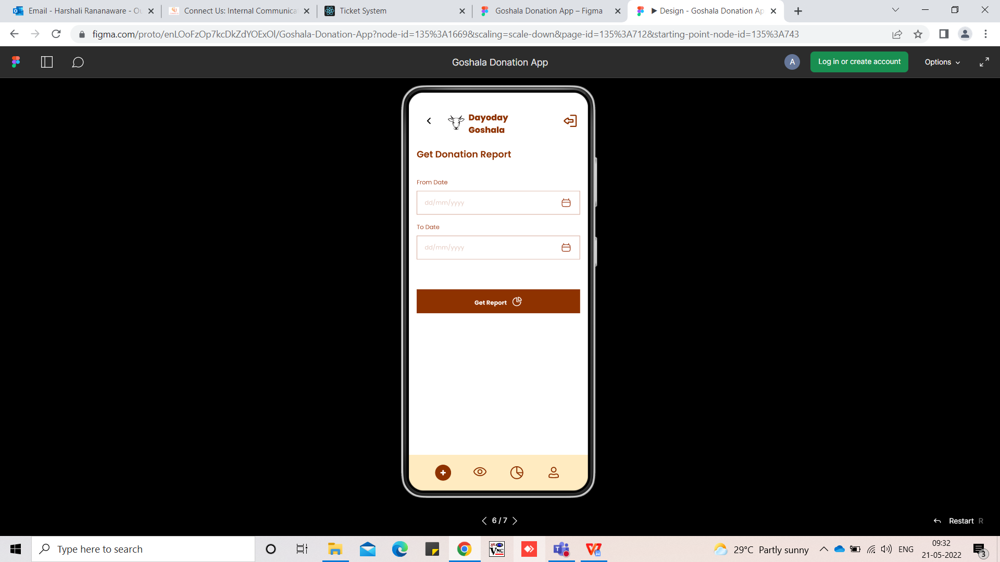 Email - Harshali Rananaware - Ou
Connect Us: Internal Communica
Ticket System
Goshala Donation App – Figma
Design - Goshala Donation Ap
figma.com/proto/enLOoFzOp7kcDkZdYOExOl/Goshala-Donation-App?node-id=135%3A1669&scaling=scale-down&page-id=135%3A712&starting-point-node-id=135%3A743
Goshala Donation App
A
Log in or create account
Options
Dayoday
Goshala
Get Donation Report
From Date
dd/mm/yyyy
To Date
dd/mm/yyyy
Get Report
6 / 7
Restart R
Type here to search
VNC
29°C Partly sunny
ENG
09:32
21-05-2022
3